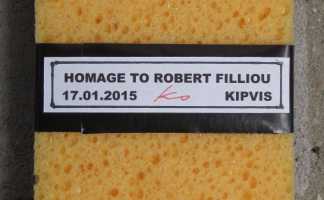 HOMAGE TO ROBERT FILLIOU
17.01.2015 KIPVIS